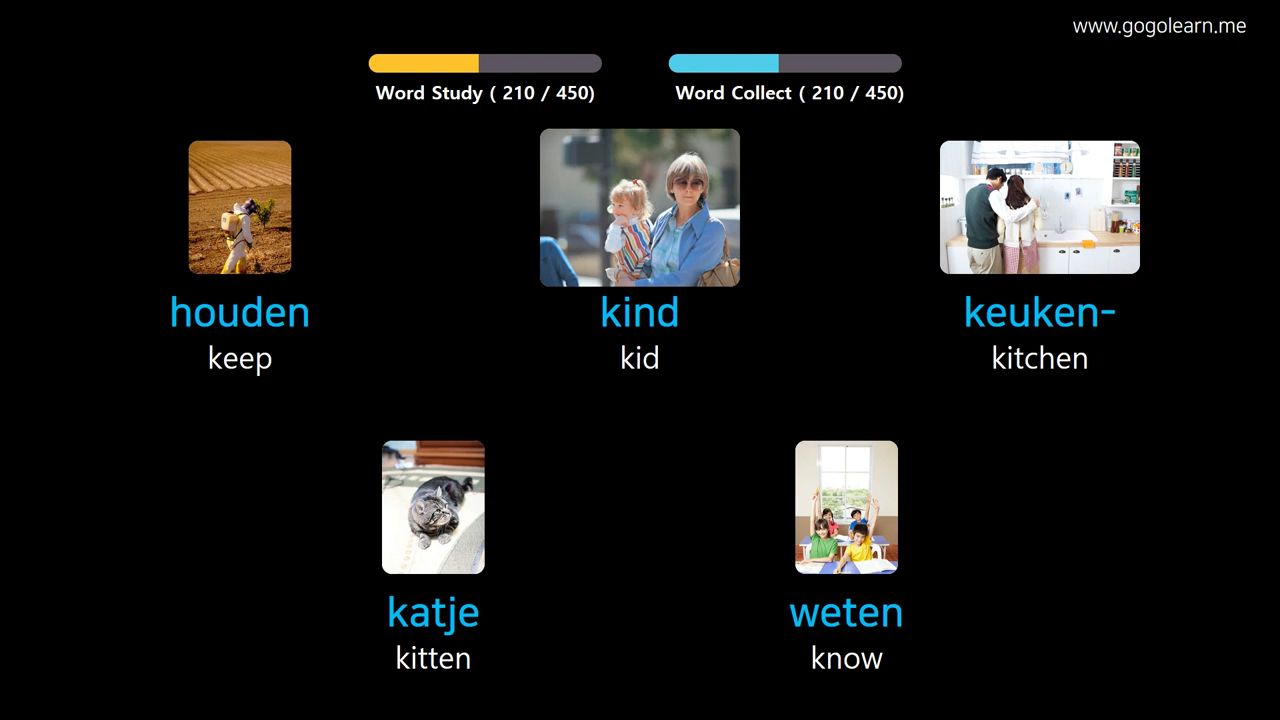 www.gogolearn.me
Word Study ( 210 / 450)
Word Collect ( 210 / 450)
houden
keep
kind
kid
keuken-
kitchen
katje
kitten
weten
know